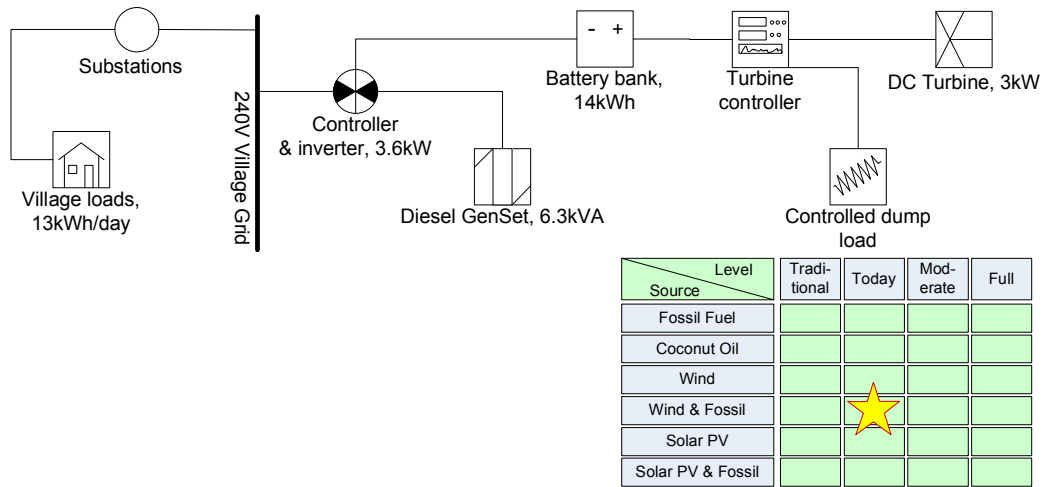 Substations
Village loads,
13kWh/day
240V Village Grid
Controller
& inverter, 3.6kW
Diesel GenSet, 6.3kVA
- +
Battery bank,
14kWh
Turbine
controller
DC Turbine, 3kW
Controlled dump
load
Level
Source
Tradi-
tional
Today
Mod-
erate
Full
Fossil Fuel
Coconut Oil
Wind
Wind & Fossil
Solar PV
Solar PV & Fossil